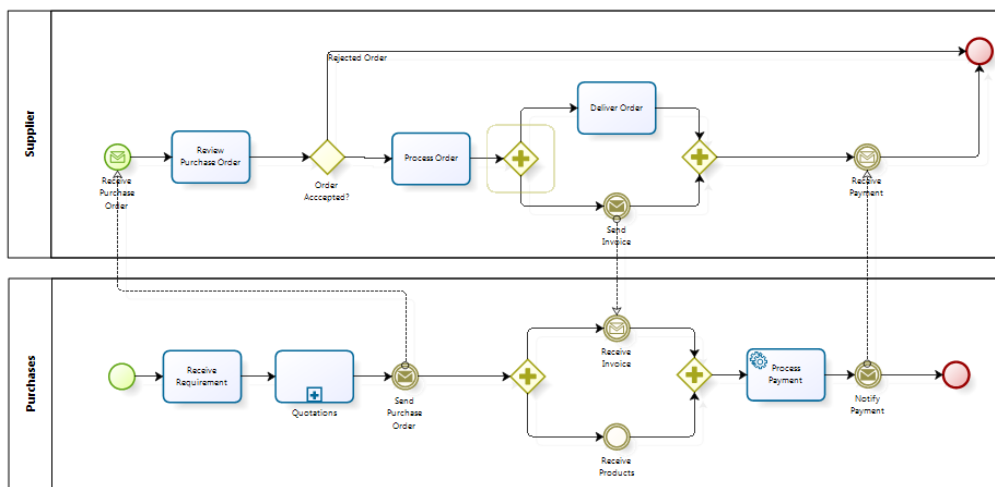 Supplier
Rejected Order
Deliver Order
Review
Purchase Order
Process Order
Receive
Purchase
Order
Order
Acccepted?
Receive
Payment
Send
Invoice
Purchases
Receive
Requirement
Quotations
Send
Purchase
Order
Receive
Invoice
Process
Payment
Notify
Payment
Receive
Products